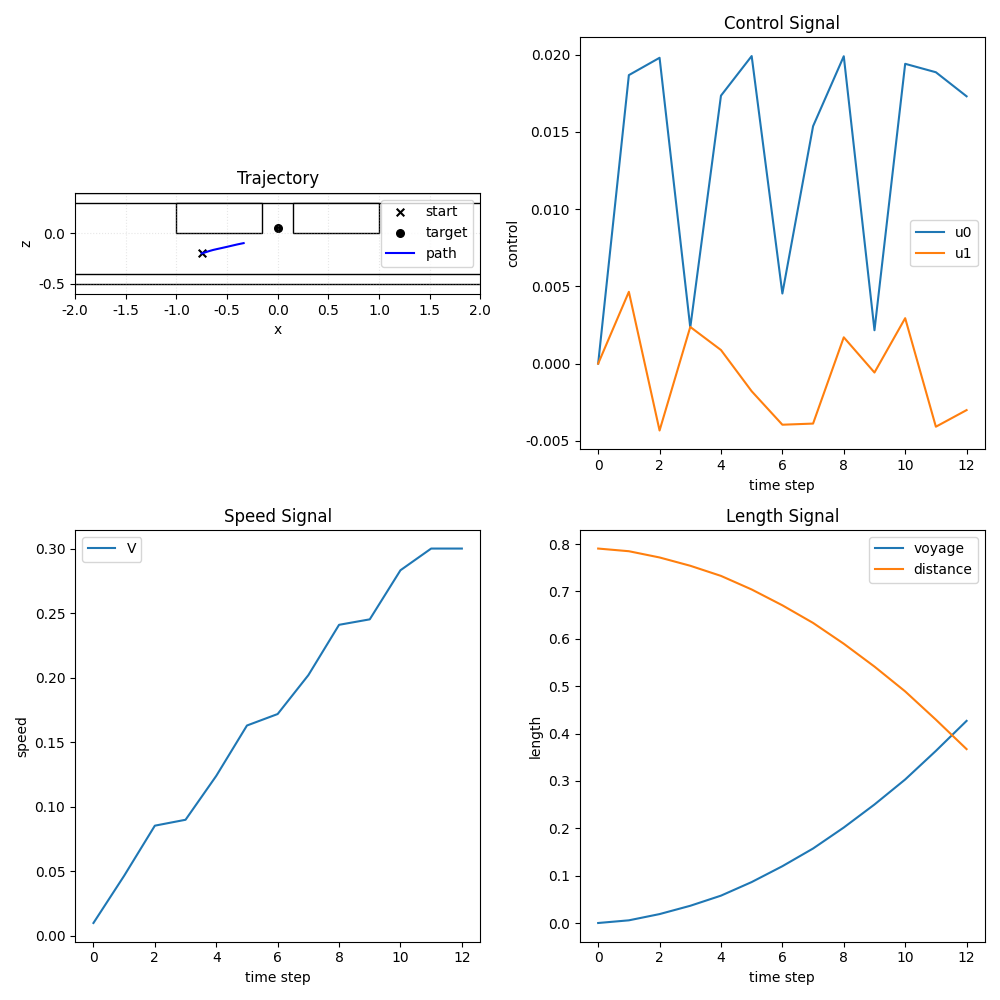 Trajectory
0.0
-0.5
z
-2.0 -1.5 -1.0 -0.5 0.0 0.5 1.0 1.5 2.0
x
start
target
path
Control Signal
0.020
0.015
0.010
0.005
0.000
-0.005
control
0 2 4 6 8 10 12
time step
u0
u1
Speed Signal
0.30
0.25
0.20
0.15
0.10
0.05
0.00
speed
0 2 4 6 8 10 12
time step
V
Length Signal
0.8
0.7
0.6
0.5
0.4
0.3
0.2
0.1
0.0
length
0 2 4 6 8 10 12
time step
voyage
distance